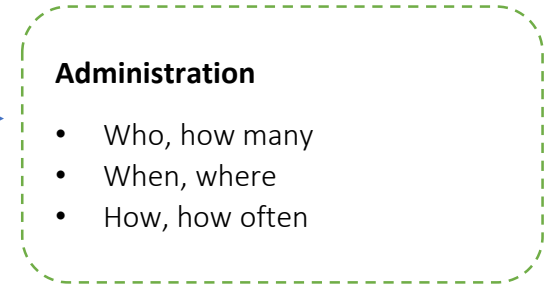 Administration
• Who, how many
• When, where
• How, how often